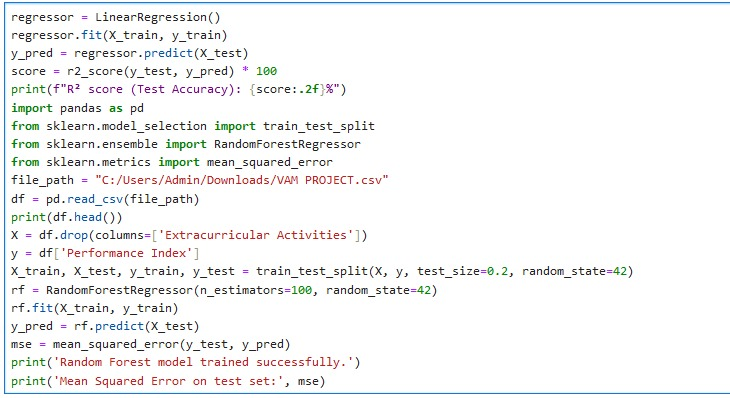 regressor = LinearRegression()
regressor.fit(X_train, y_train)
y_pred = regressor.predict(X_test)
score = r2_score(y_test, y_pred) * 100
print(f"R² score (Test Accuracy): {score:.2f}%")
import pandas as pd
from sklearn.model_selection import train_test_split
from sklearn.ensemble import RandomForestRegressor
from sklearn.metrics import mean_squared_error
file_path = "C:/Users/Admin/Downloads/VAM PROJECT.csv"
df = pd.read_csv(file_path)
print(df.head())
X = df.drop(columns=['Extracurricular Activities'])
y = df['Performance Index']
X_train, X_test, y_train, y_test = train_test_split(X, y, test_size=0.2, random_state=42)
rf = RandomForestRegressor(n_estimators=100, random_state=42)
rf.fit(X_train, y_train)
y_pred = rf.predict(X_test)
mse = mean_squared_error(y_test, y_pred)
print('Random Forest model trained successfully.')
print('Mean Squared Error on test set:', mse)